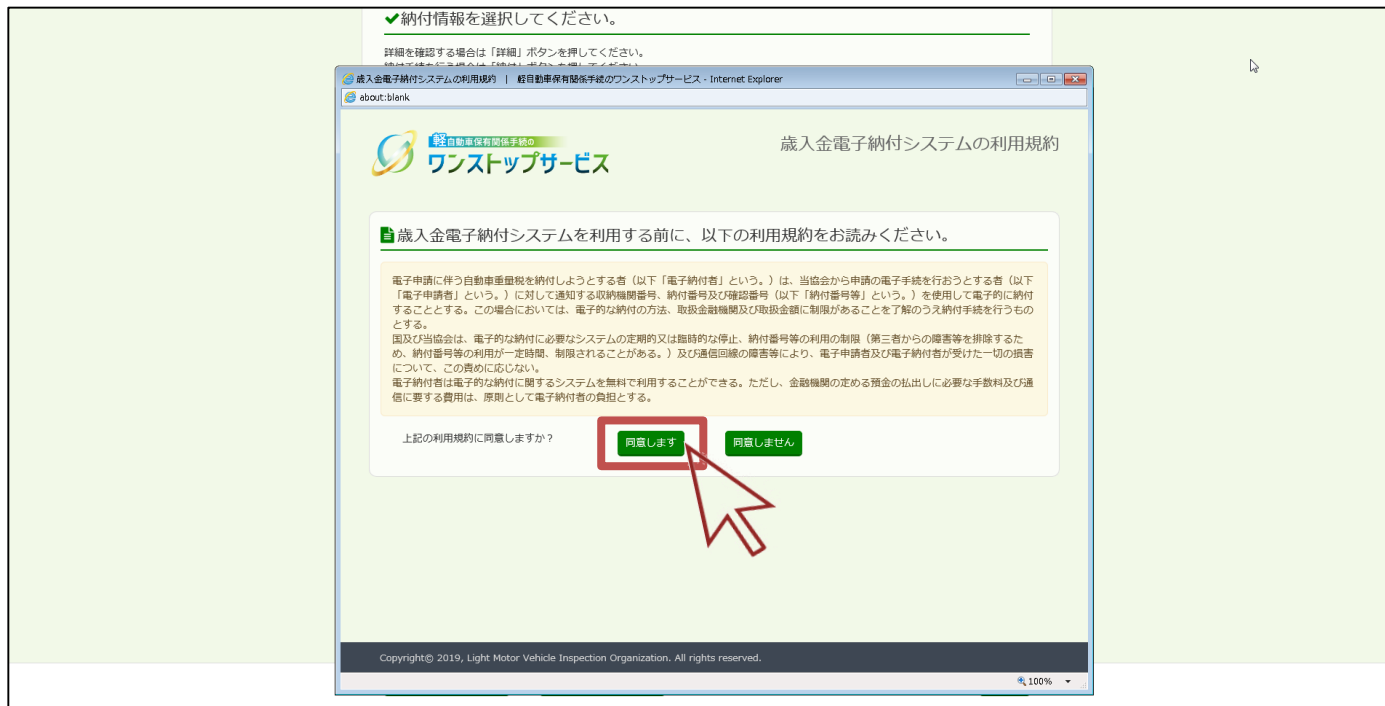 納付情報を選択してください。
詳細を確認する場合は「詳細」ボタンを押してください。
歳入金電子納付システムの利用規約 | 軽自動車保有関係手続のワンストップサービス - Internet Explorer
about:blank
軽自動車保有関係手続の
ワンストップサービス
歳入金電子納付システムの利用規約
歳入金電子納付システムを利用する前に、以下の利用規約をお読みください。
電子申請に伴う自動車重量税を納付しようとする者（以下「電子納付者」という。）は、当協会から申請の電子手続を行おうとする者（以下
「電子申請者」という。）に対して通知する収納機関番号、納付番号及び確認番号（以下「納付番号等」という。）を使用して電子的に納付
することとする。この場合においては、電子的な納付の方法、取扱金融機関及び取扱金額に制限があることを了解のうえ納付手続を行うもの
とする。
国及び当協会は、電子的な納付に必要なシステムの定期的又は臨時的な停止、納付番号等の利用の制限（第三者からの障害等を排除するた
め、納付番号等の利用が一定時間、制限されることがある。）及び通信回線の障害等により、電子申請者及び電子納付者が受けた一切の損害
について、この責めに応じない。
電子納付者は電子的な納付に関するシステムを無料で利用することができる。ただし、金融機関の定める預金の払出しに必要な手数料及び通
信に要する費用は、原則として電子納付者の負担とする。
上記の利用規約に同意しますか？
同意します
同意しません
Copyright© 2019, Light Motor Vehicle Inspection Organization. All rights reserved.
100%